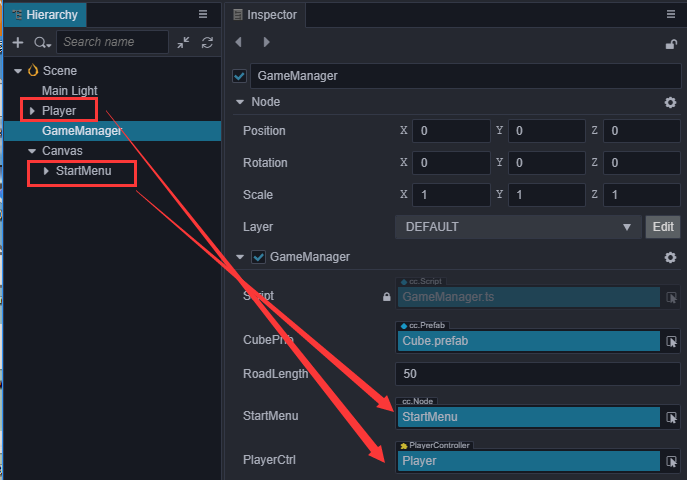 Hierarchy
Search name
Scene
Main Light
Player
GameManager
Canvas
StartMenu
Inspector
GameManager
Node
Position X 0 Y 0 Z 0
Rotation X 0 Y 0 Z 0
Scale X 1 Y 1 Z 1
Layer DEFAULT Edit
GameManager
cc.Script
Script GameManager.ts
cc.Prefab
CubePrfb Cube.prefab
RoadLength 50
cc.Node
StartMenu StartMenu
PlayerController
PlayerCtrl Player